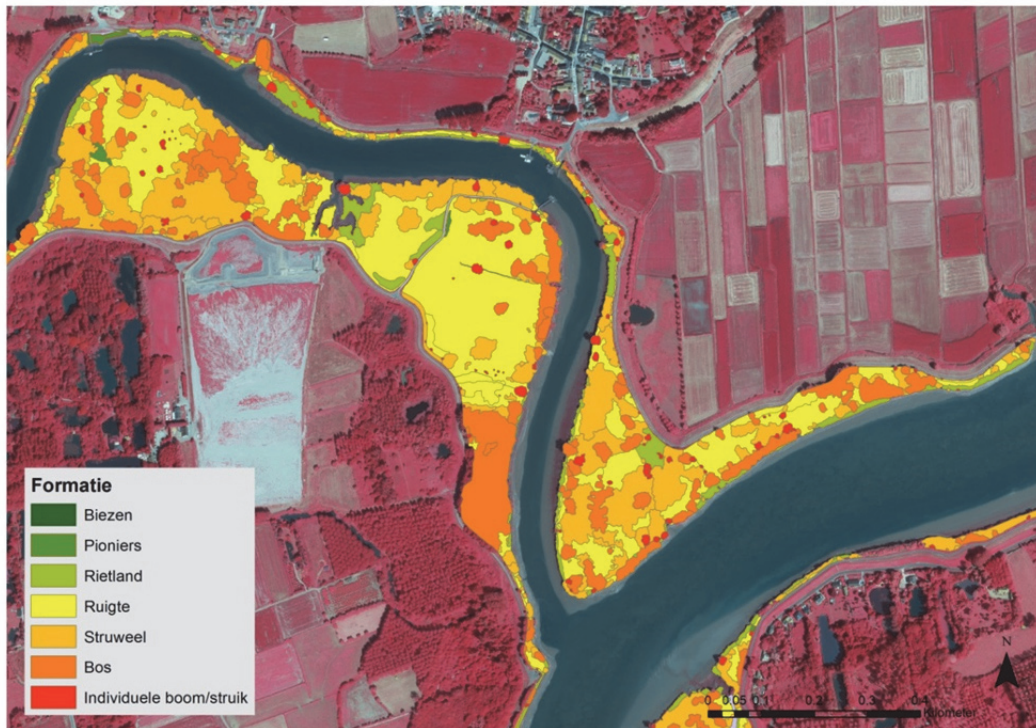 Formatie
Biezen
Pioniers
Rietland
Ruigte
Struweel
Bos
Individuele boom/struik
N
0 0.05 0.1 0.2 0.3 0.4
Kilometer